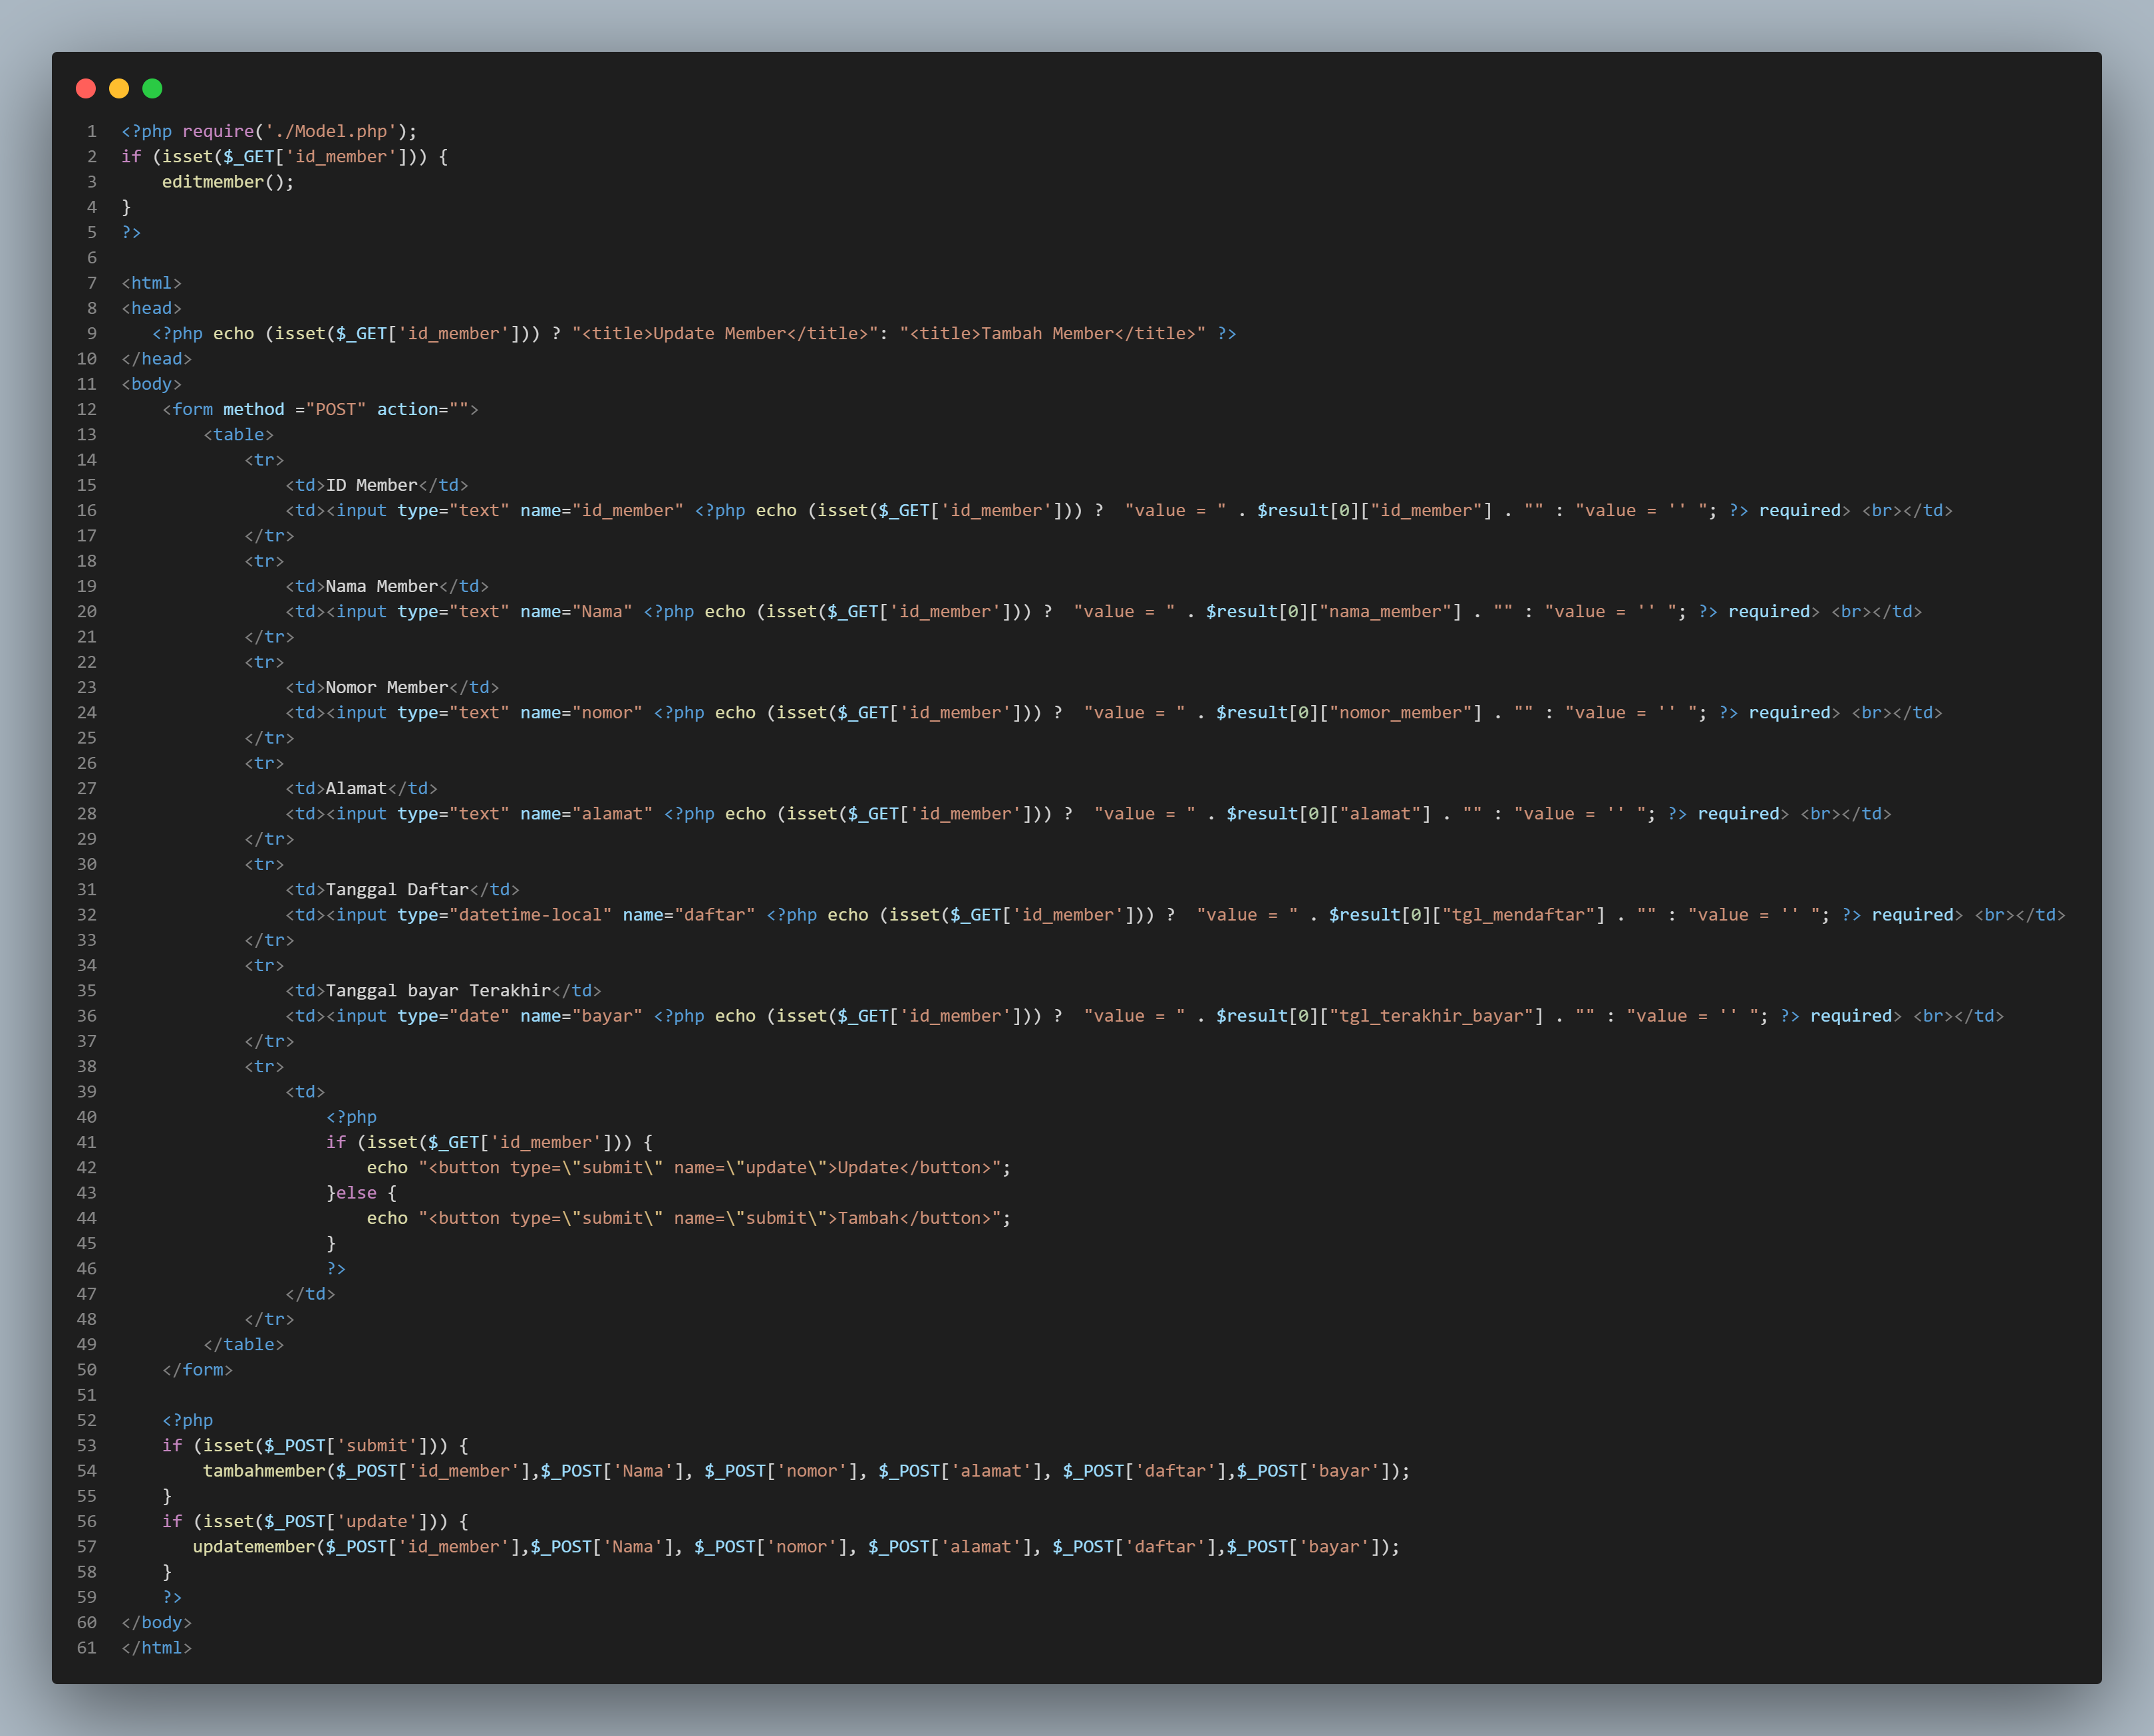 1 <?php require('./Model.php');
2 if (isset($_GET['id_member'])) {
3     editmember();
4 }
5 ?>
6
7 <html>
8 <head>
9    <?php echo (isset($_GET['id_member'])) ? "<title>Update Member</title>": "<title>Tambah Member</title>" ?>
10 </head>
11 <body>
12     <form method ="POST" action="">
13         <table>
14             <tr>
15                 <td>ID Member</td>
16                 <td><input type="text" name="id_member" <?php echo (isset($_GET['id_member'])) ?  "value = " . $result[0]["id_member"] . "" : "value = '' "; ?> required> <br></td>
17             </tr>
18             <tr>
19                 <td>Nama Member</td>
20                 <td><input type="text" name="Nama" <?php echo (isset($_GET['id_member'])) ?  "value = " . $result[0]["nama_member"] . "" : "value = '' "; ?> required> <br></td>
21             </tr>
22             <tr>
23                 <td>Nomor Member</td>
24                 <td><input type="text" name="nomor" <?php echo (isset($_GET['id_member'])) ?  "value = " . $result[0]["nomor_member"] . "" : "value = '' "; ?> required> <br></td>
25             </tr>
26             <tr>
27                 <td>Alamat</td>
28                 <td><input type="text" name="alamat" <?php echo (isset($_GET['id_member'])) ?  "value = " . $result[0]["alamat"] . "" : "value = '' "; ?> required> <br></td>
29             </tr>
30             <tr>
31                 <td>Tanggal Daftar</td>
32                 <td><input type="datetime-local" name="daftar" <?php echo (isset($_GET['id_member'])) ?  "value = " . $result[0]["tgl_mendaftar"] . "" : "value = '' "; ?> required> <br></td>
33             </tr>
34             <tr>
35                 <td>Tanggal bayar Terakhir</td>
36                 <td><input type="date" name="bayar" <?php echo (isset($_GET['id_member'])) ?  "value = " . $result[0]["tgl_terakhir_bayar"] . "" : "value = '' "; ?> required> <br></td>
37             </tr>
38             <tr>
39                 <td>
40                     <?php
41                     if (isset($_GET['id_member'])) {
42                         echo "<button type=\"submit\" name=\"update\">Update</button>";
43                     }else {
44                         echo "<button type=\"submit\" name=\"submit\">Tambah</button>";
45                     }
46                     ?>
47                 </td>
48             </tr>
49         </table>
50     </form>
51
52     <?php
53     if (isset($_POST['submit'])) {
54         tambahmember($_POST['id_member'],$_POST['Nama'], $_POST['nomor'], $_POST['alamat'], $_POST['daftar'],$_POST['bayar']);
55     }
56     if (isset($_POST['update'])) {
57        updatemember($_POST['id_member'],$_POST['Nama'], $_POST['nomor'], $_POST['alamat'], $_POST['daftar'],$_POST['bayar']);
58     }
59     ?>
60 </body>
61 </html>